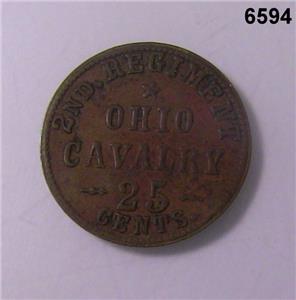 6594
2ND. REGIMENT
OHIO
CAVALRY
25
CENTS.